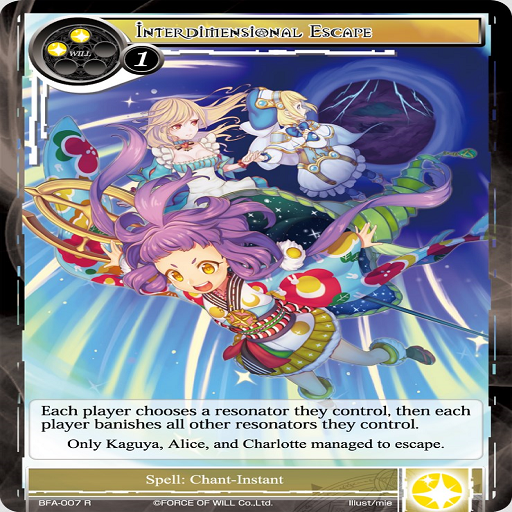 Interdimensional Escape
WILL
1
Each player chooses a resonator they control, then each
player banishes all other resonators they control.
Only Kaguya, Alice, and Charlotte managed to escape.
Spell: Chant-Instant
BFA-007 R ©FORCE OF WILL Co.,Ltd. Illust/mie